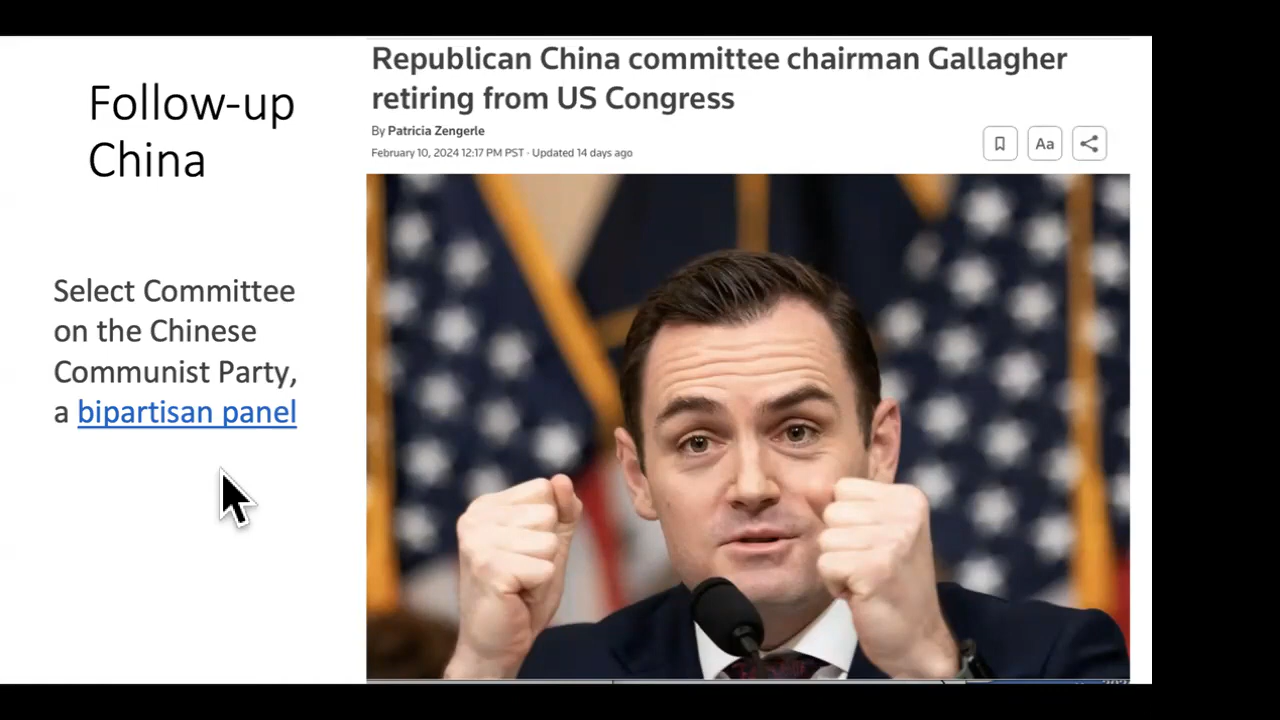 Follow-up
China
Select Committee
on the Chinese
Communist Party,
a bipartisan panel
Republican China committee chairman Gallagher
retiring from US Congress
By Patricia Zengerle
February 10, 2024 12:17 PM PST · Updated 14 days ago
Aa